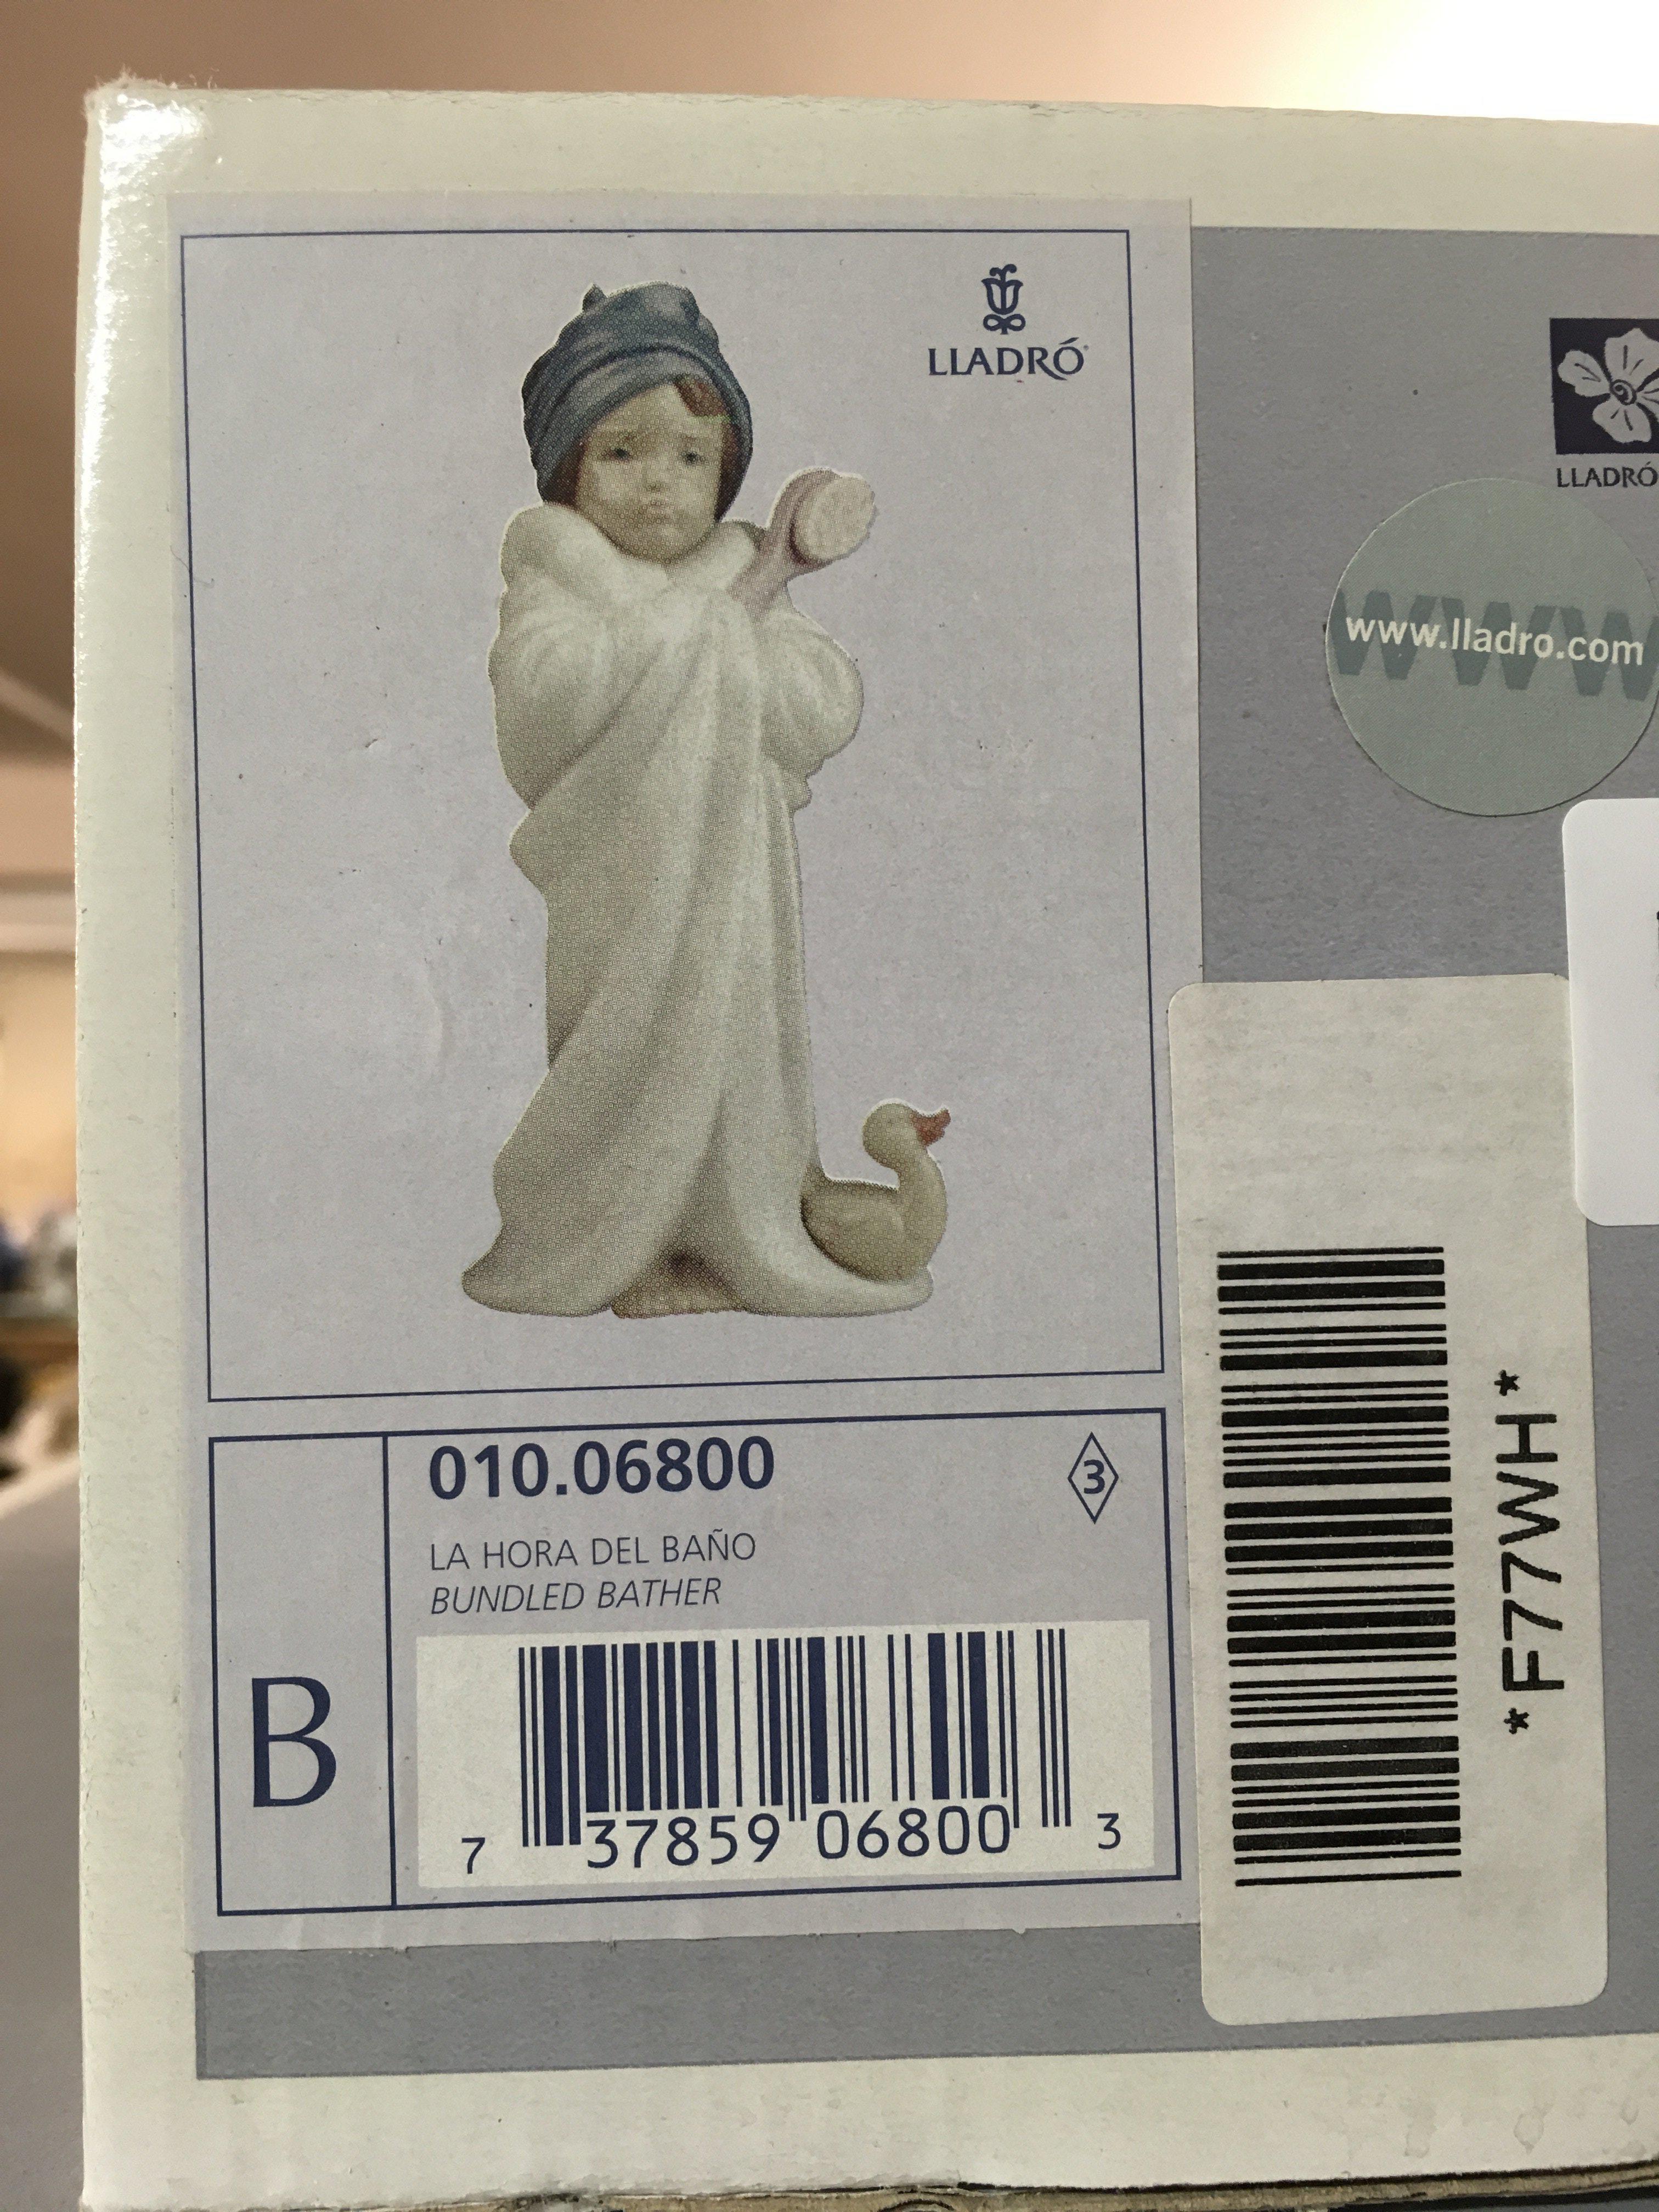 LLADRÓ
LLADRÓ
www
www.lladro.com
010.06800
3
LA HORA DEL BAÑO
BUNDLED BATHER
B
7 37859 06800 3
*F77WH*